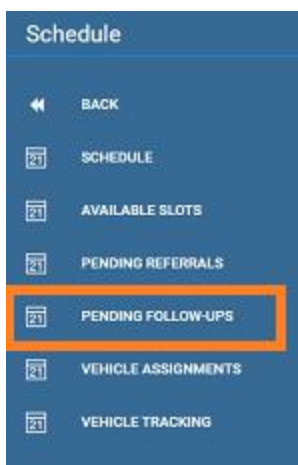 Schedule
BACK
21 SCHEDULE
21 AVAILABLE SLOTS
21 PENDING REFERRALS
21 PENDING FOLLOW-UPS
21 VEHICLE ASSIGNMENTS
21 VEHICLE TRACKING